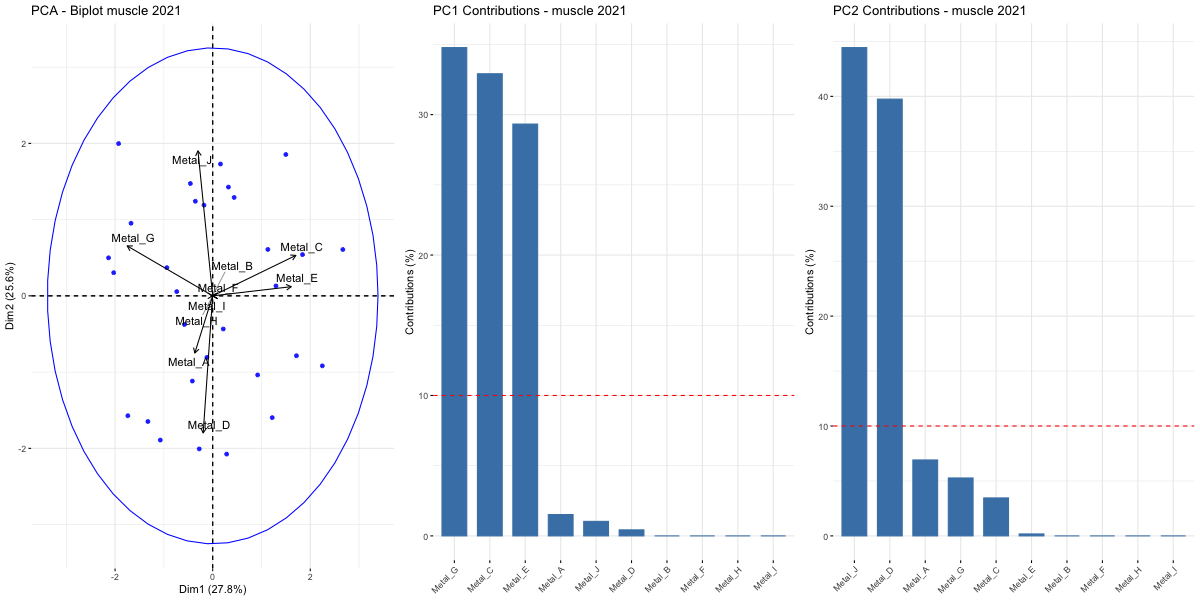 PCA - Biplot muscle 2021
Dim2 (25.6%)
2
0
-2
Metal_J
Metal_G
Metal_C
Metal_B
Metal_E
Metal_F
Metal_I
Metal_H
Metal_A
Metal_D
-2
0
2
Dim1 (27.8%)
PC1 Contributions - muscle 2021
Contributions (%)
30
20
10
0
Metal_G
Metal_C
Metal_E
Metal_A
Metal_J
Metal_D
Metal_B
Metal_F
Metal_H
Metal_I
PC2 Contributions - muscle 2021
Contributions (%)
40
30
20
10
0
Metal_J
Metal_D
Metal_A
Metal_G
Metal_C
Metal_E
Metal_B
Metal_F
Metal_H
Metal_I